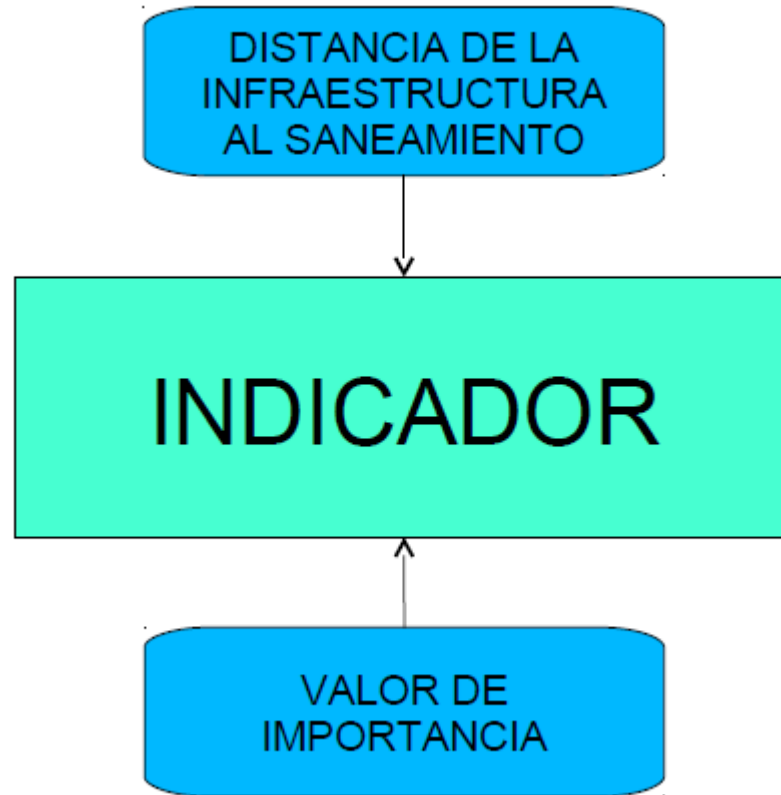 DISTANCIA DE LA
INFRAESTRUCTURA
AL SANEAMIENTO
INDICADOR
VALOR DE
IMPORTANCIA